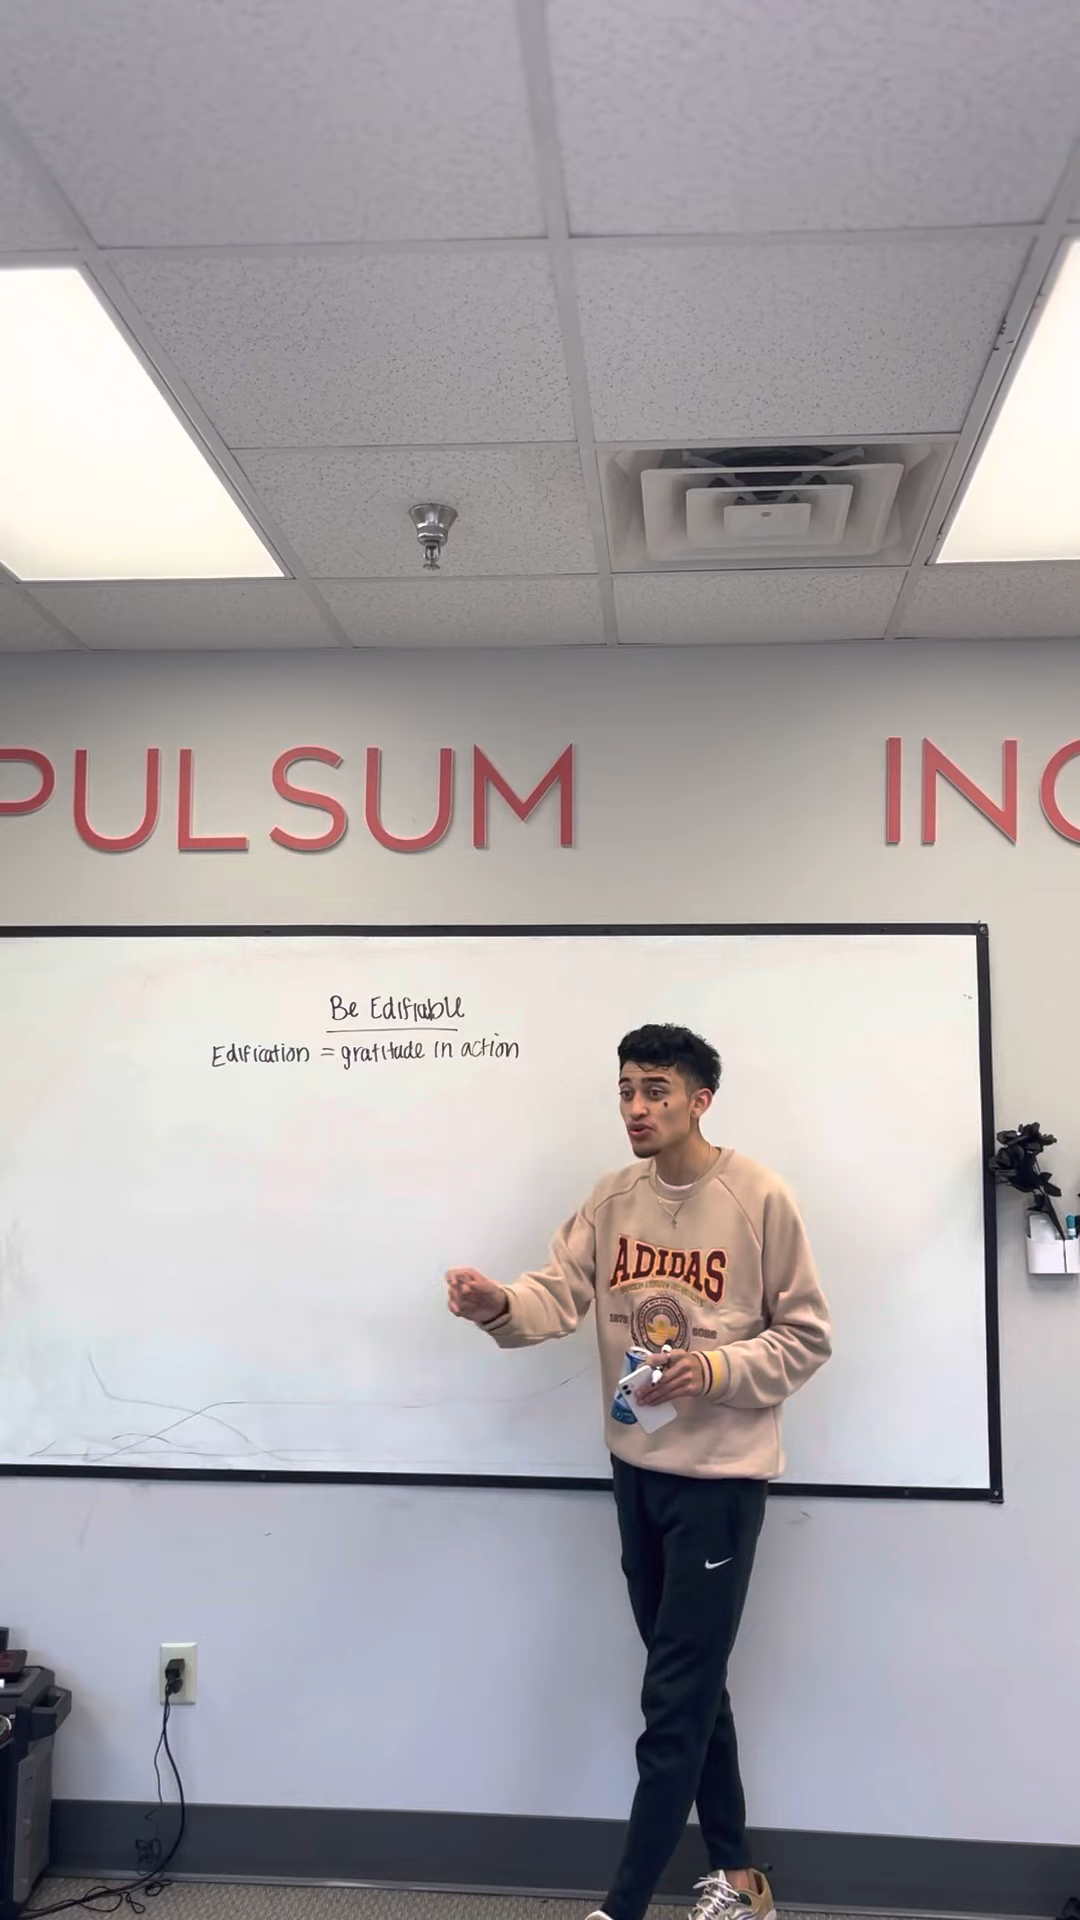 PULSUM INC
Be Edifiable
Edification = gratitude in action
ADIDAS